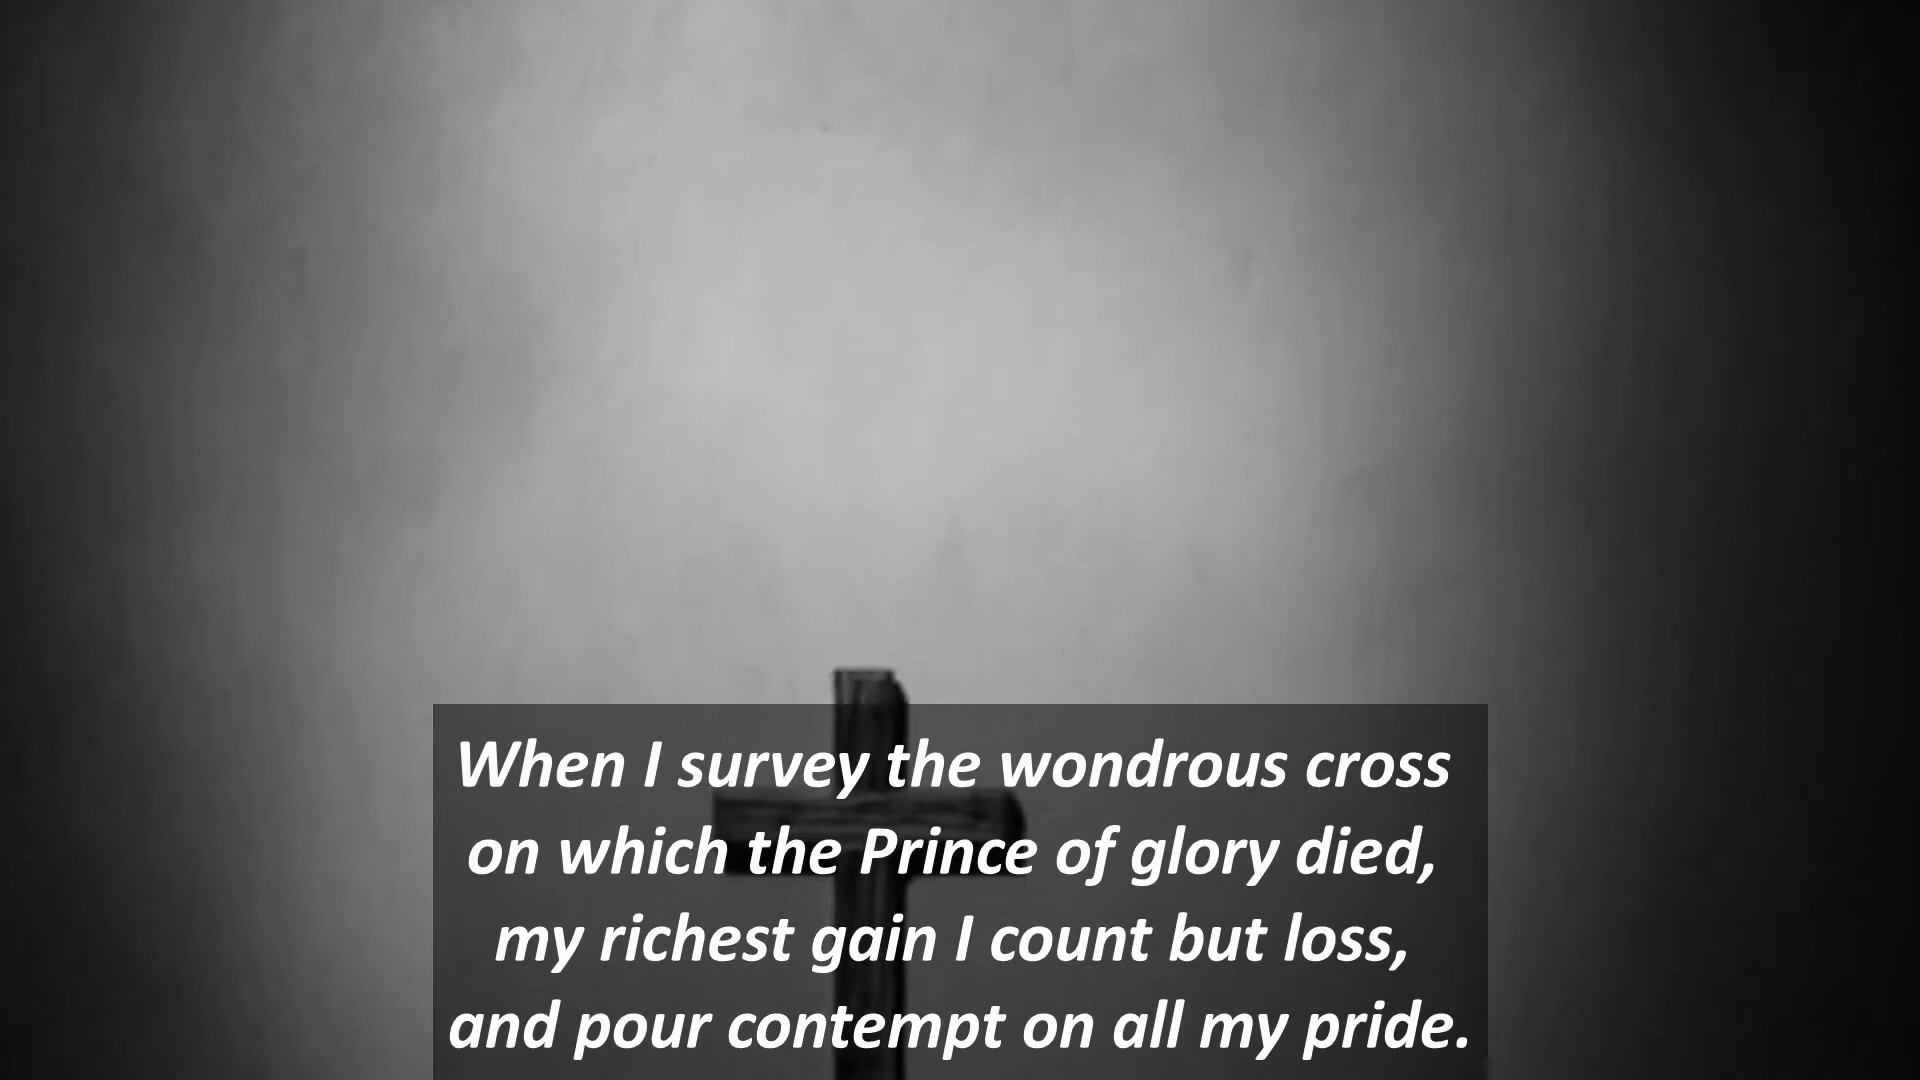 When I survey the wondrous cross
on which the Prince of glory died,
my richest gain I count but loss,
and pour contempt on all my pride.